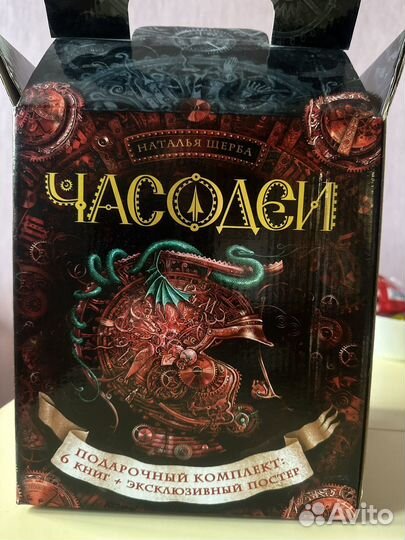 НАТАЛЬЯ ЩЕРБА
ЧАСОДЕИ
ПОДАРОЧНЫЙ КОМПЛЕКТ:
6 КНИГ + ЭКСКЛЮЗИВНЫЙ ПОСТЕР
Avito